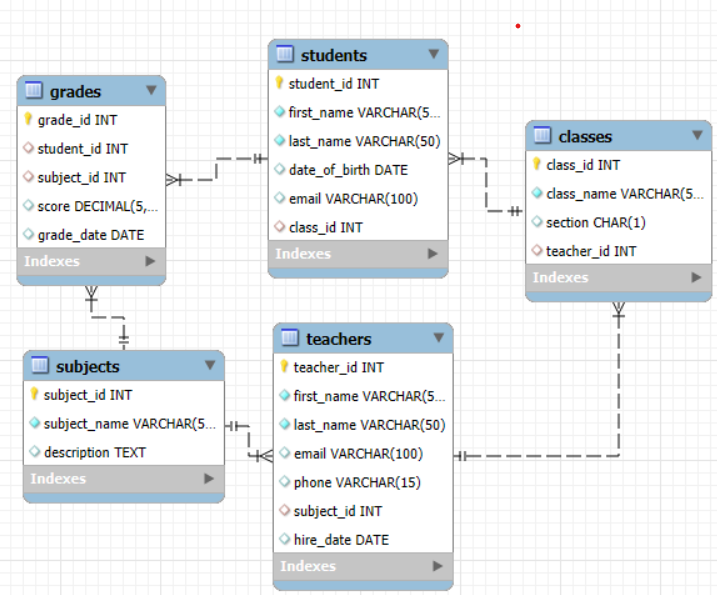 grades
grade_id INT
student_id INT
subject_id INT
score DECIMAL(5,...
grade_date DATE
Indexes
students
student_id INT
first_name VARCHAR(5...
last_name VARCHAR(50)
date_of_birth DATE
email VARCHAR(100)
class_id INT
Indexes
classes
class_id INT
class_name VARCHAR(5...
section CHAR(1)
teacher_id INT
Indexes
subjects
subject_id INT
subject_name VARCHAR(5...
description TEXT
Indexes
teachers
teacher_id INT
first_name VARCHAR(5...
last_name VARCHAR(50)
email VARCHAR(100)
phone VARCHAR(15)
subject_id INT
hire_date DATE
Indexes